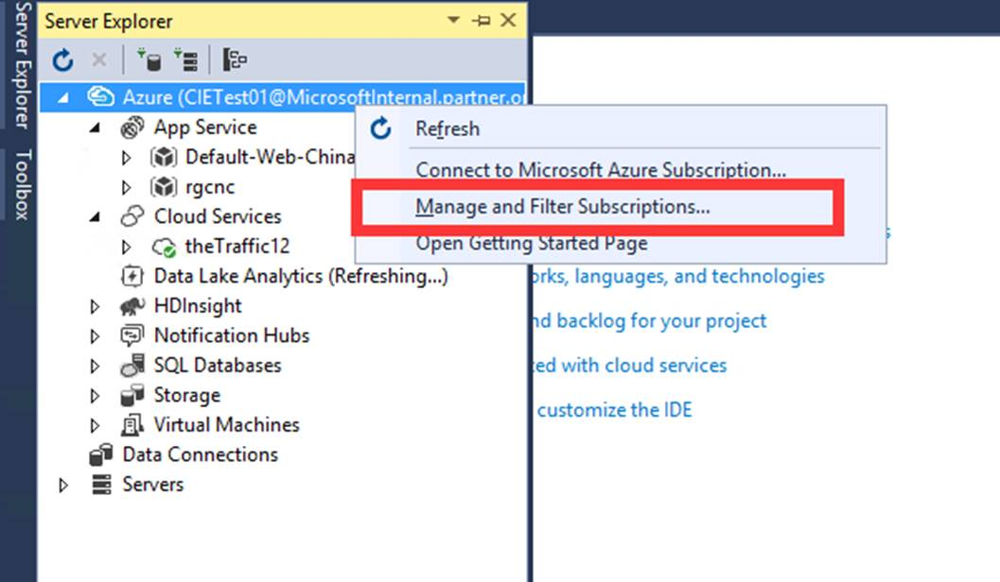 Server Explorer
Toolbox
Server Explorer
Azure (CIETest01@MicrosoftInternal.partner.on
App Service
Default-Web-China
rgcnc
Cloud Services
theTraffic12
Data Lake Analytics (Refreshing...)
HDInsight
Notification Hubs
SQL Databases
Storage
Virtual Machines
Data Connections
Servers
Refresh
Connect to Microsoft Azure Subscription...
Manage and Filter Subscriptions...
Open Getting Started Page
s
orks, languages, and technologies
nd backlog for your project
ted with cloud services
customize the IDE